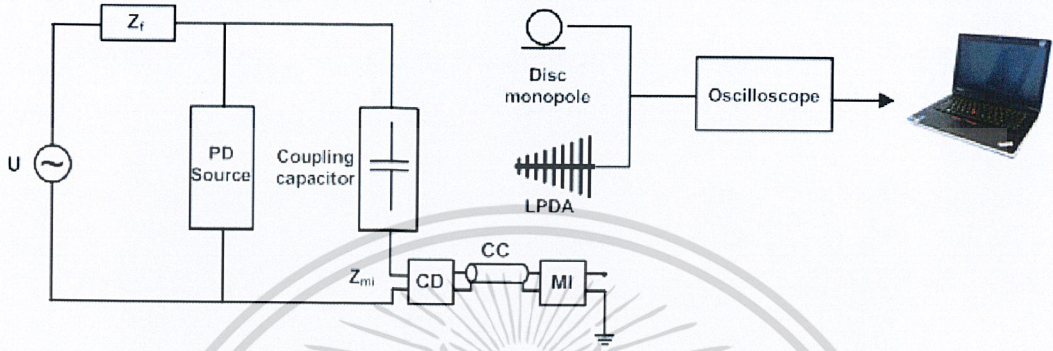 Zf
U
PD
Source
Coupling
capacitor
Zmi
CD
CC
MI
Disc
monopole
LPDA
Oscilloscope